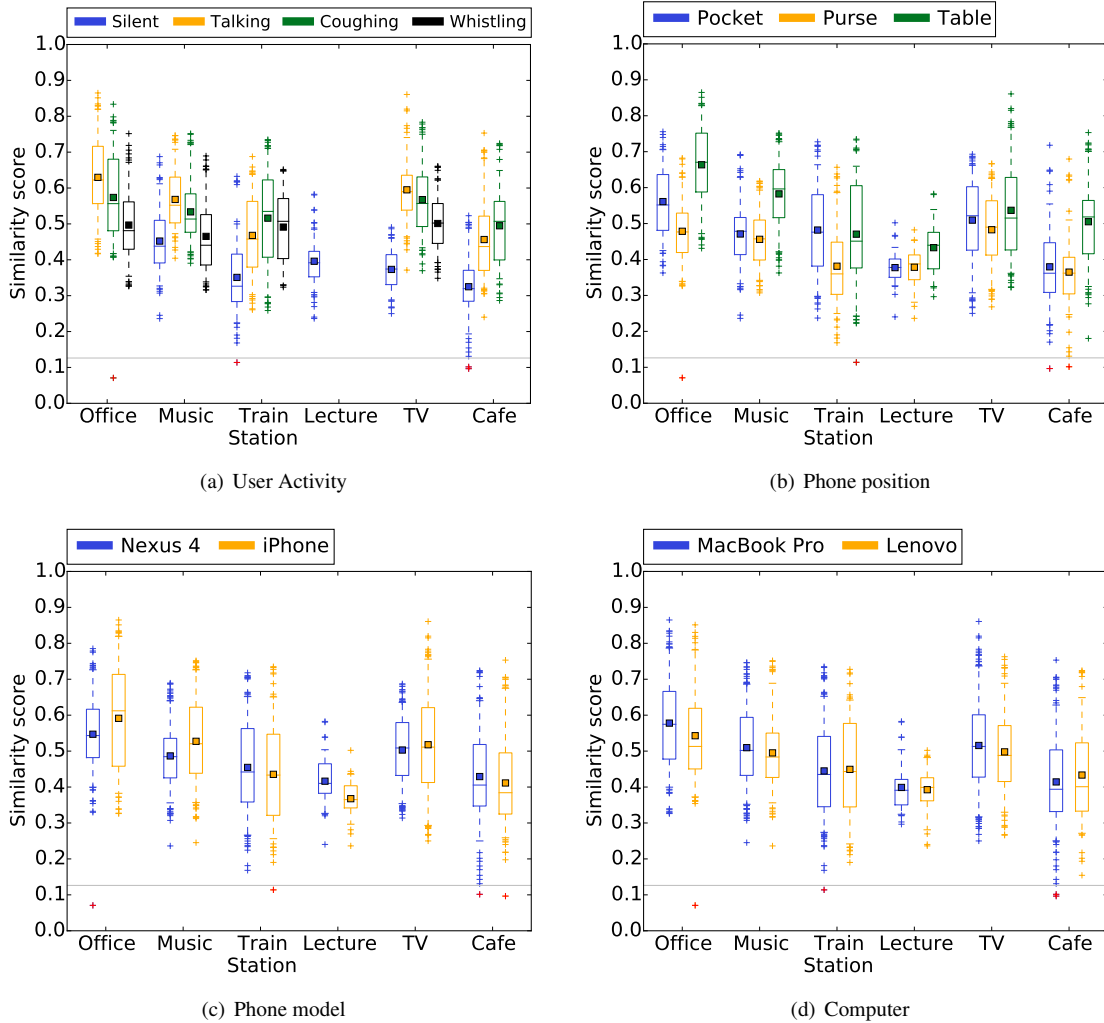 Silent Talking Coughing Whistling
1.0
0.9
0.8
0.7
0.6
0.5
0.4
0.3
0.2
0.1
0.0
Similarity score
Office Music Train Lecture TV Cafe
Station
(a) User Activity
Pocket Purse Table
1.0
0.9
0.8
0.7
0.6
0.5
0.4
0.3
0.2
0.1
0.0
Similarity score
Office Music Train Lecture TV Cafe
Station
(b) Phone position
Nexus 4 iPhone
1.0
0.9
0.8
0.7
0.6
0.5
0.4
0.3
0.2
0.1
0.0
Similarity score
Office Music Train Lecture TV Cafe
Station
(c) Phone model
MacBook Pro Lenovo
1.0
0.9
0.8
0.7
0.6
0.5
0.4
0.3
0.2
0.1
0.0
Similarity score
Office Music Train Lecture TV Cafe
Station
(d) Computer